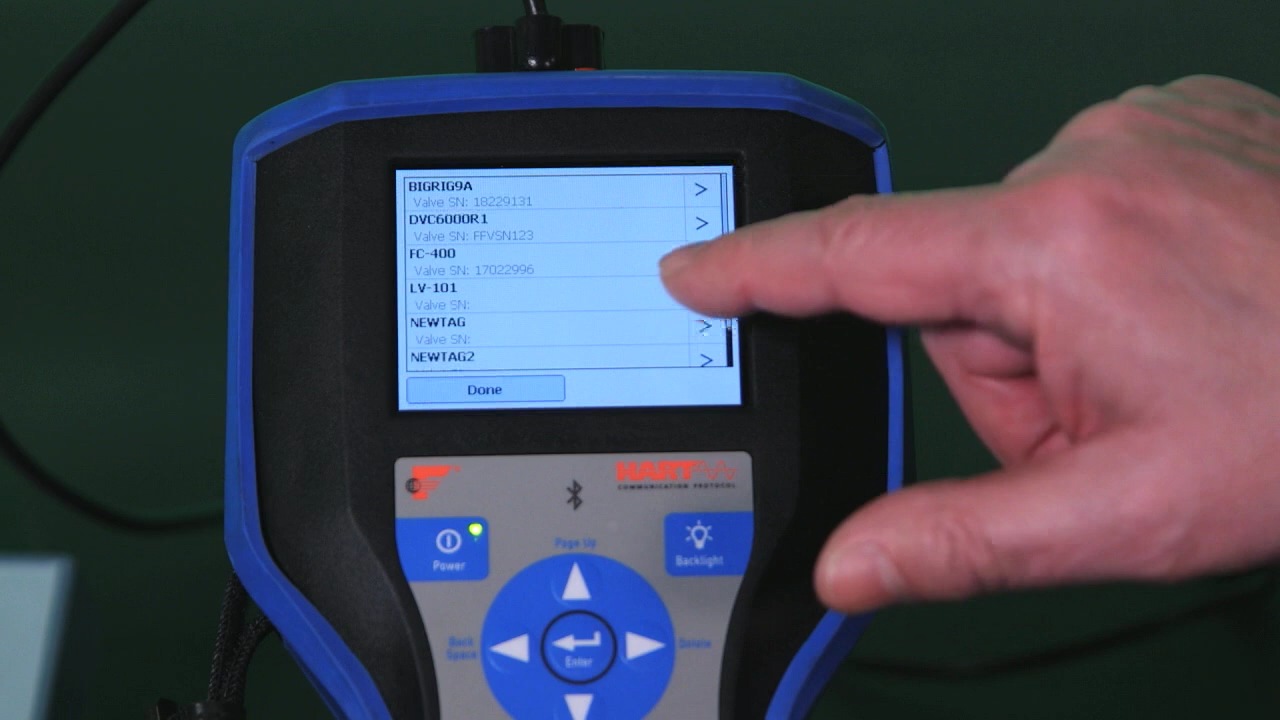 BIGRIG9A
>
Valve SN: 18229131
DVC6000R1
>
Valve SN: FFVSN123
FC-400
Valve SN: 17022996
LV-101
Valve SN:
NEWTAG
>
Valve SN:
NEWTAG2
>
Done
HART
COMMUNICATION PROTOCOL
Power
Page Up
Backlight
Back
Space
Enter
Delete